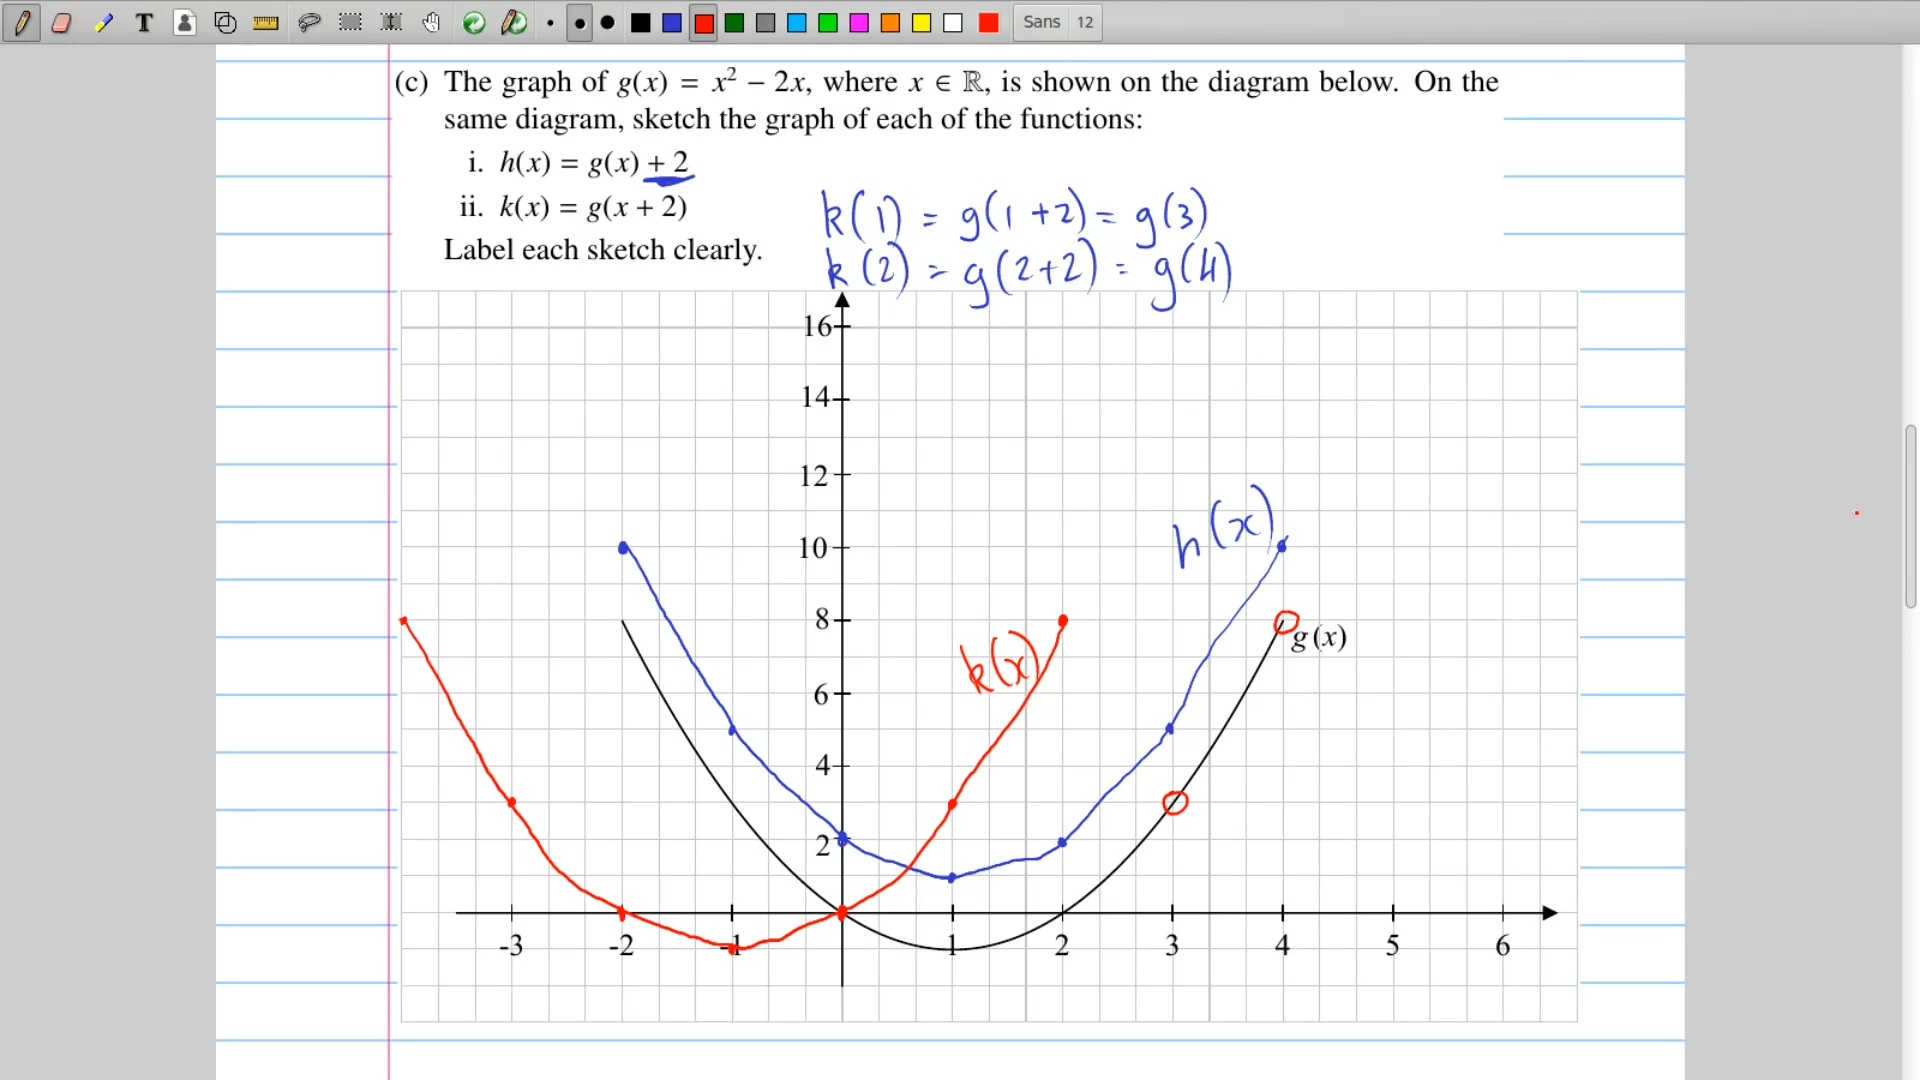 T Sans 12
(c) The graph of g(x) = x² − 2x, where x ∈ ℝ, is shown on the diagram below. On the
same diagram, sketch the graph of each of the functions:
i. h(x) = g(x) + 2
ii. k(x) = g(x + 2)
Label each sketch clearly.
k(1) = g(1+2) = g(3)
k(2) = g(2+2) = g(4)
16
14
12
10
8
6
4
2
h(x)
k(x)
g(x)
-3 -2 -1 1 2 3 4 5 6